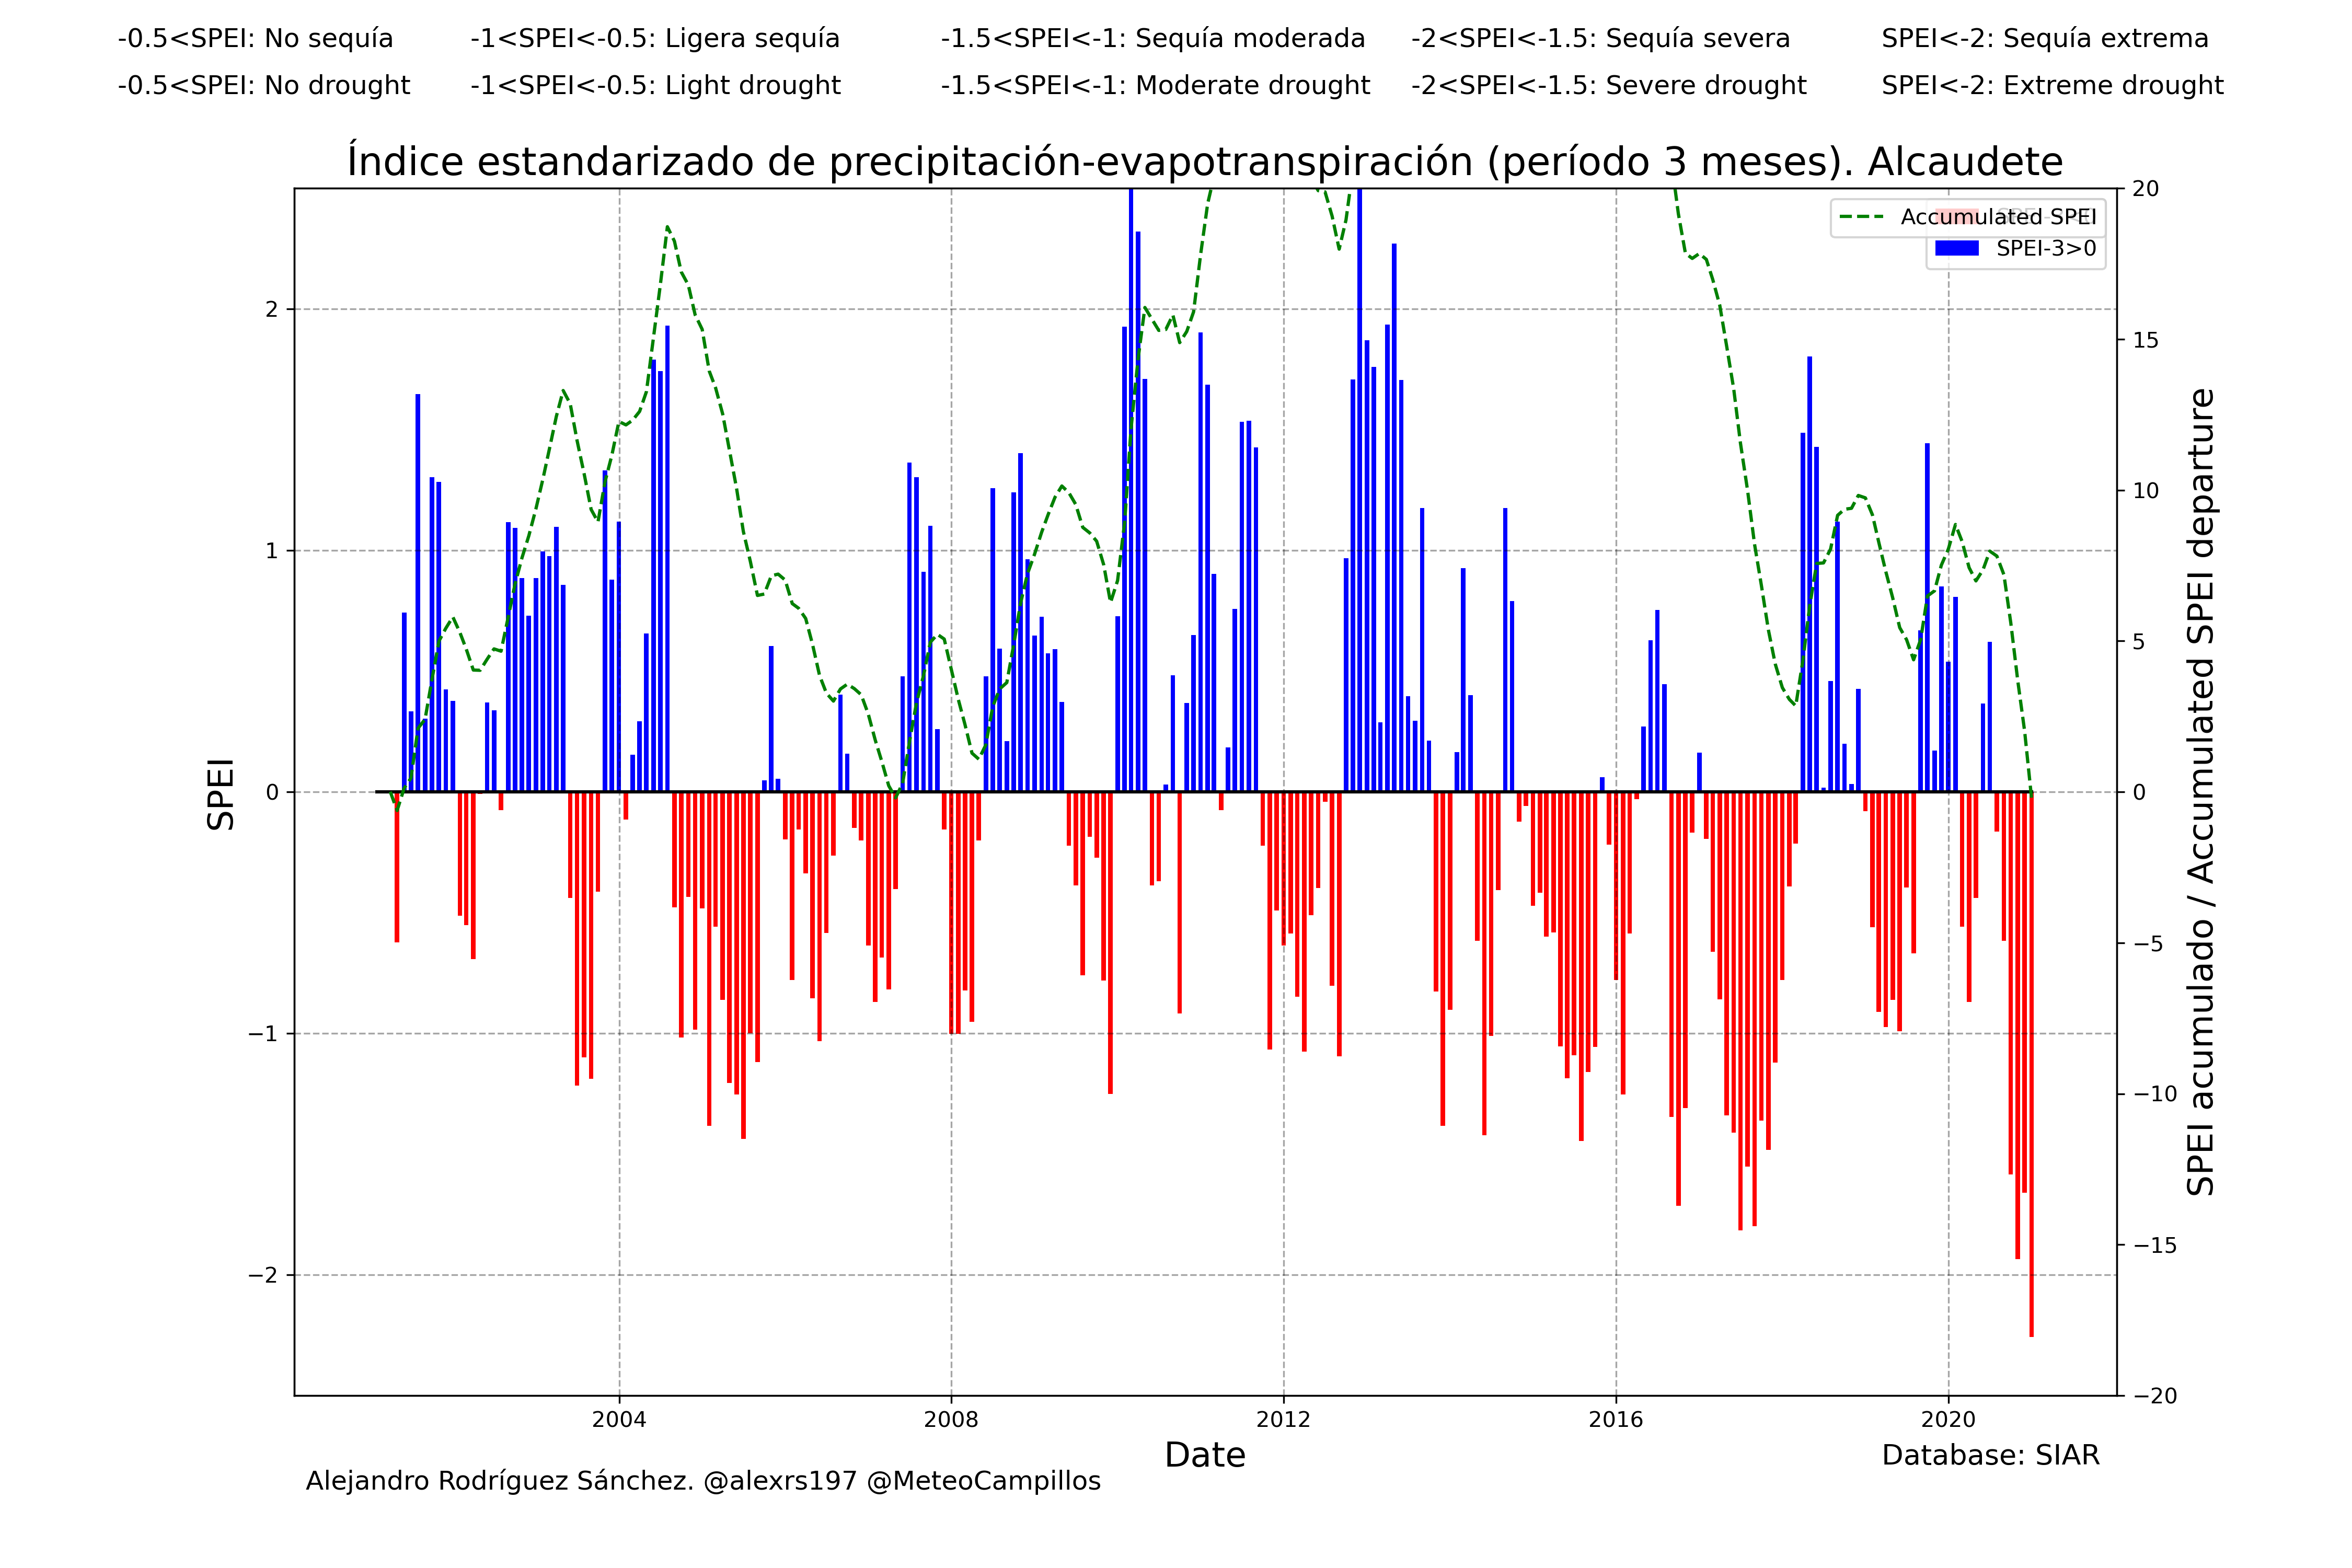 -0.5<SPEI: No sequía -1<SPEI<-0.5: Ligera sequía -1.5<SPEI<-1: Sequía moderada -2<SPEI<-1.5: Sequía severa SPEI<-2: Sequía extrema
-0.5<SPEI: No drought -1<SPEI<-0.5: Light drought -1.5<SPEI<-1: Moderate drought -2<SPEI<-1.5: Severe drought SPEI<-2: Extreme drought
Índice estandarizado de precipitación-evapotranspiración (período 3 meses). Alcaudete
Accumulated SPEI
SPEI-3>0
SPEI
2
1
0
−1
−2
20
15
10
5
0
−5
−10
−15
−20
SPEI acumulado / Accumulated SPEI departure
2004 2008 2012 2016 2020
Date
Database: SIAR
Alejandro Rodríguez Sánchez. @alexrs197 @MeteoCampillos